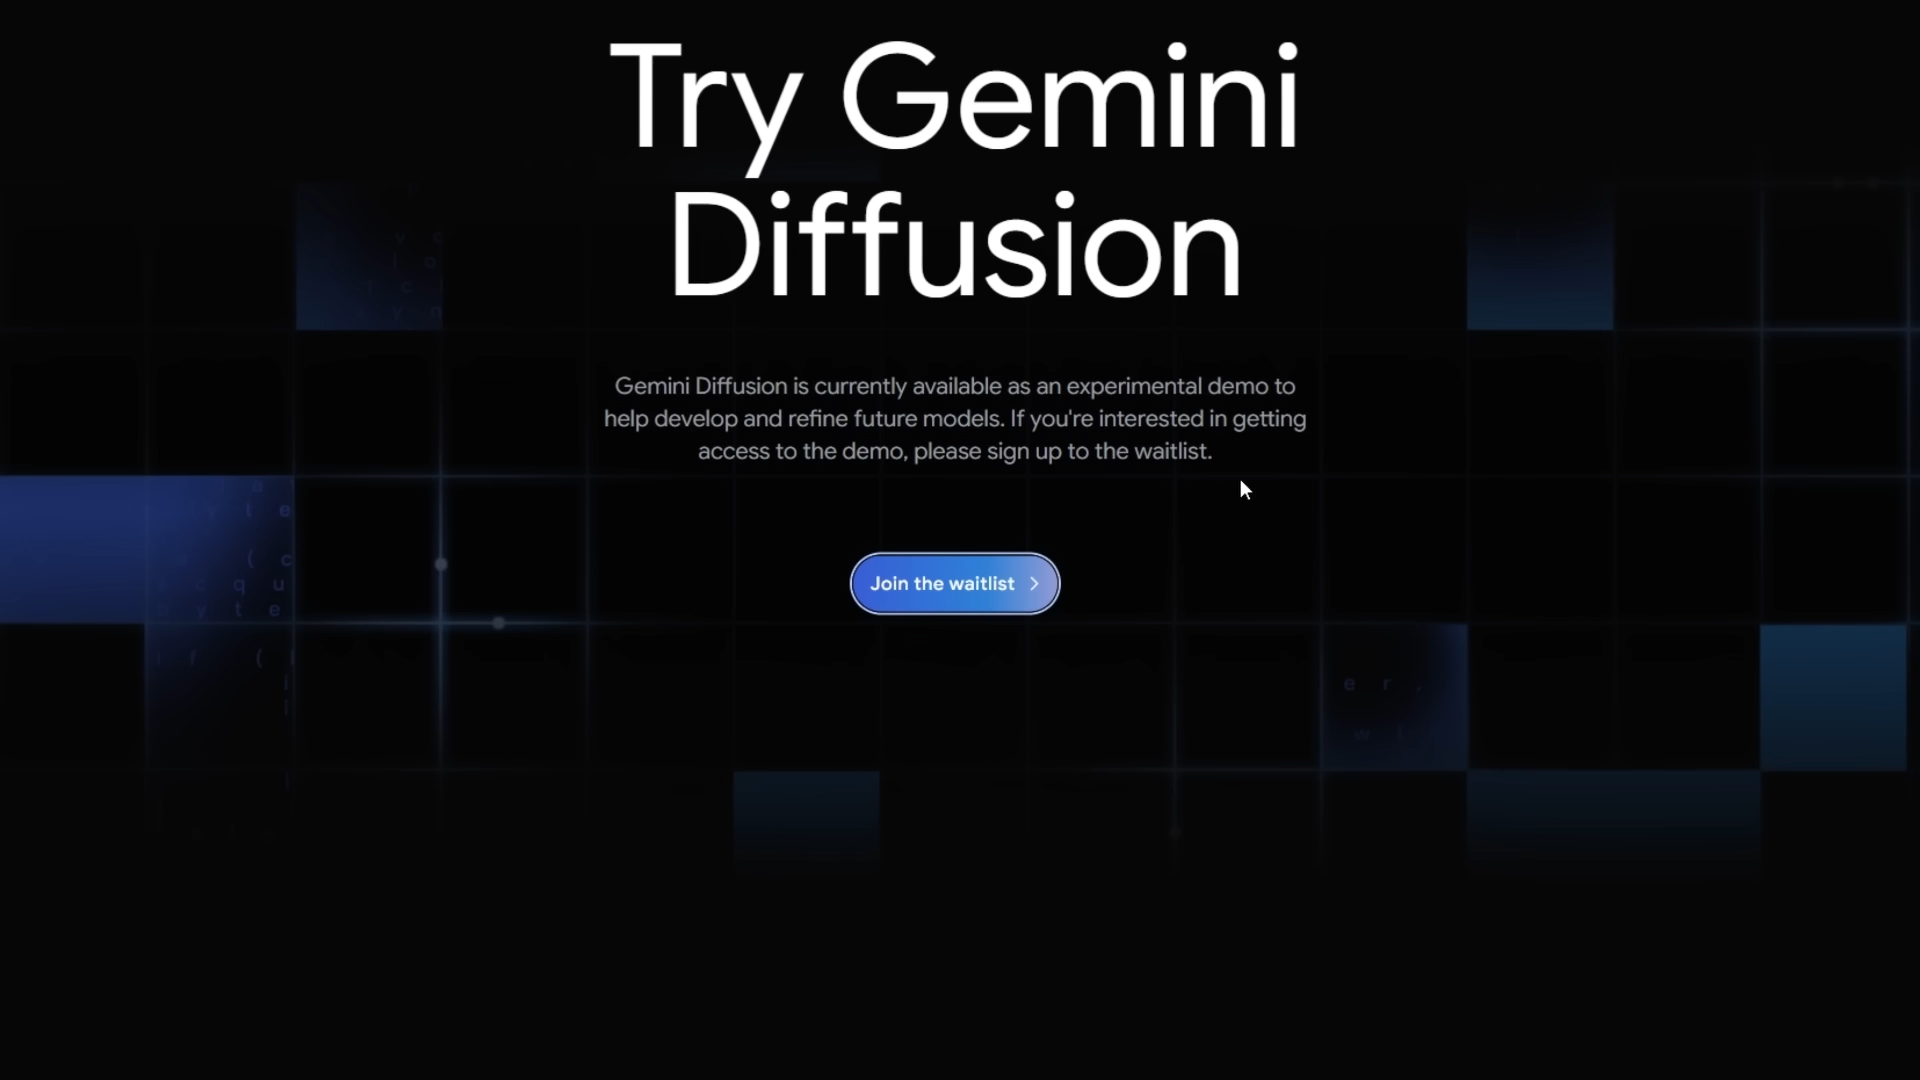 Try Gemini
Diffusion
Gemini Diffusion is currently available as an experimental demo to
help develop and refine future models. If you're interested in getting
access to the demo, please sign up to the waitlist.
Join the waitlist